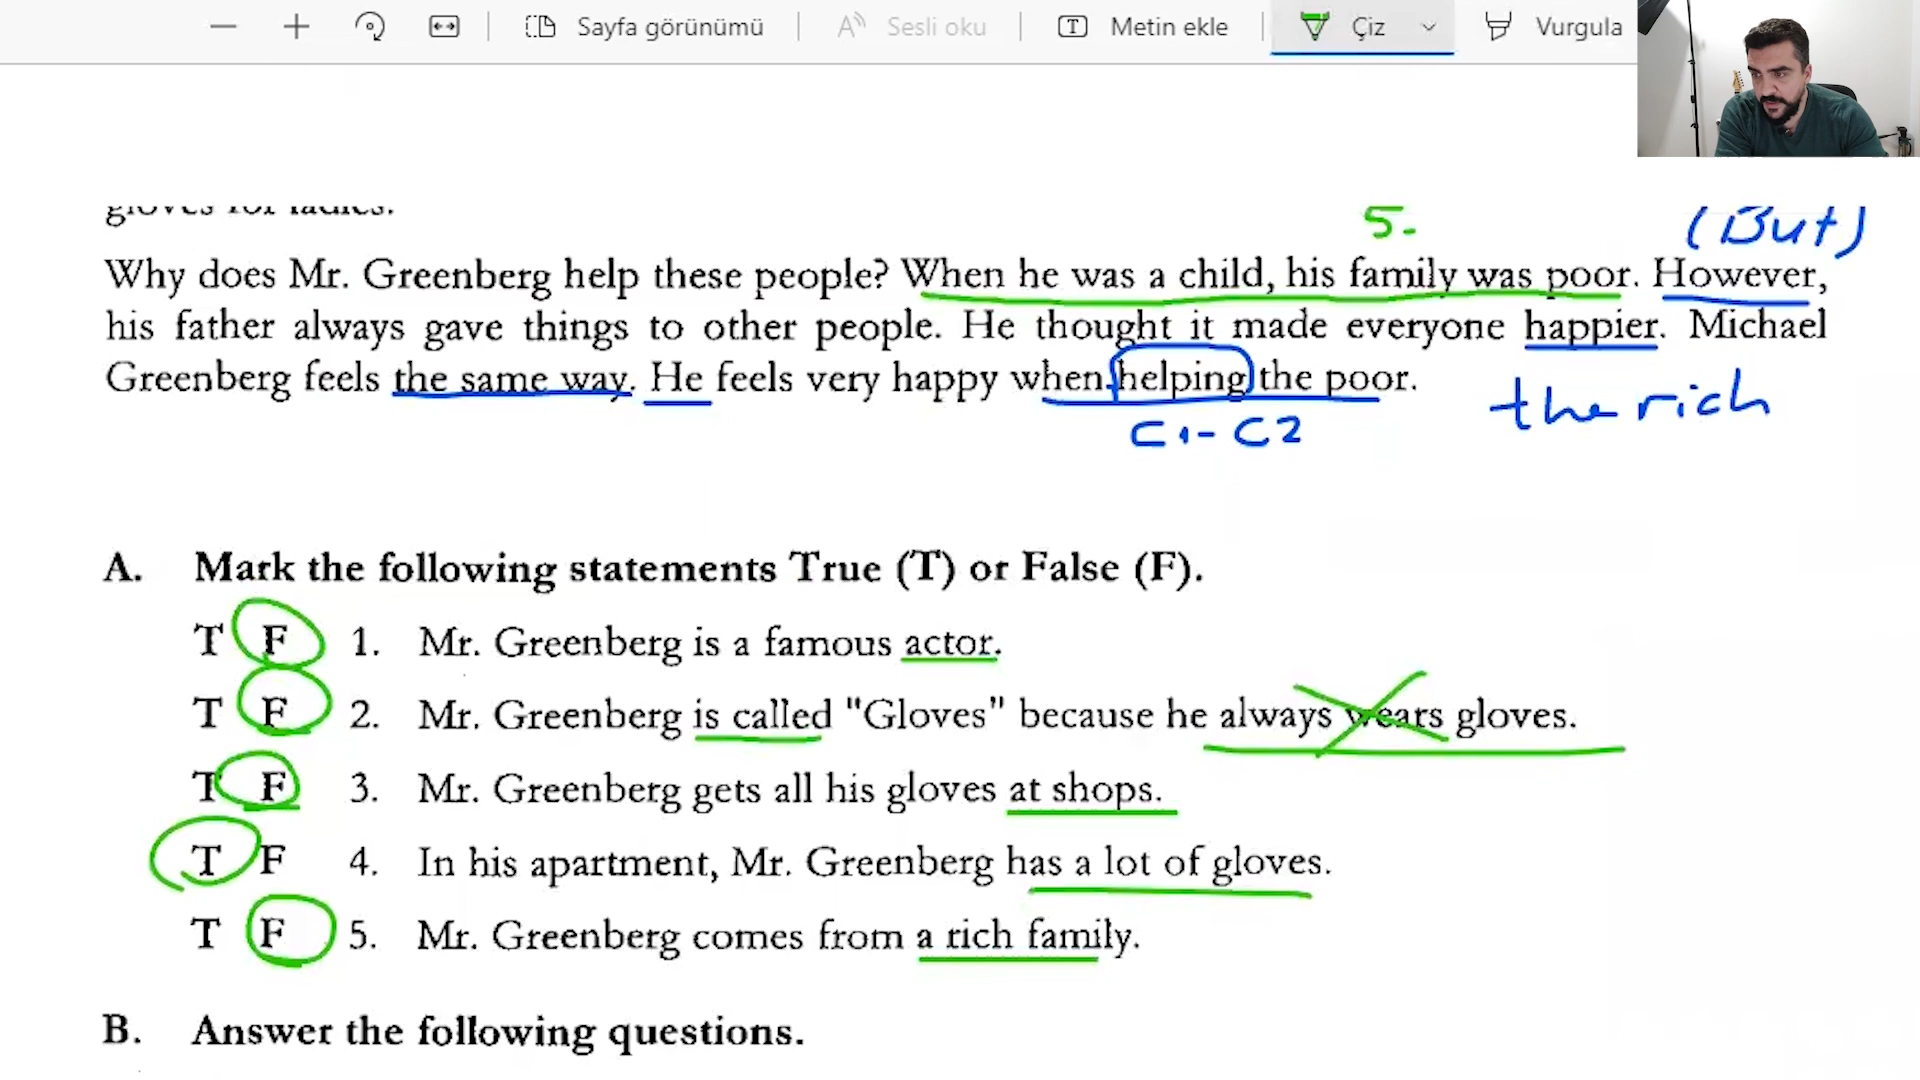 Sayfa görünümü | Sesli oku | Metin ekle | Çiz | Vurgula
gloves for ladies.
5- (But)
Why does Mr. Greenberg help these people? When he was a child, his family was poor. However,
his father always gave things to other people. He thought it made everyone happier. Michael
Greenberg feels the same way. He feels very happy when helping the poor.
the rich
C1-C2
A. Mark the following statements True (T) or False (F).
T F 1. Mr. Greenberg is a famous actor.
T F 2. Mr. Greenberg is called "Gloves" because he always wears gloves.
T F 3. Mr. Greenberg gets all his gloves at shops.
T F 4. In his apartment, Mr. Greenberg has a lot of gloves.
T F 5. Mr. Greenberg comes from a rich family.
B. Answer the following questions.